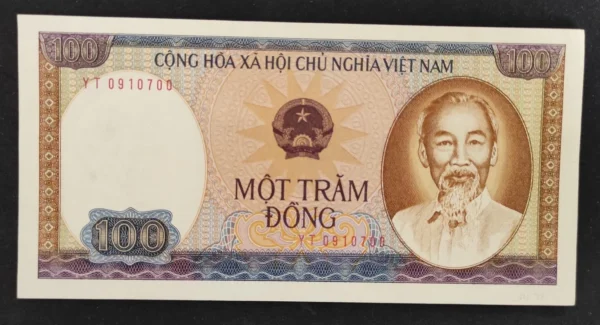 100
100
CỘNG HÒA XÃ HỘI CHỦ NGHĨA VIỆT NAM
YT 0910700
MỘT TRĂM
ĐỒNG
100
YT 0910700